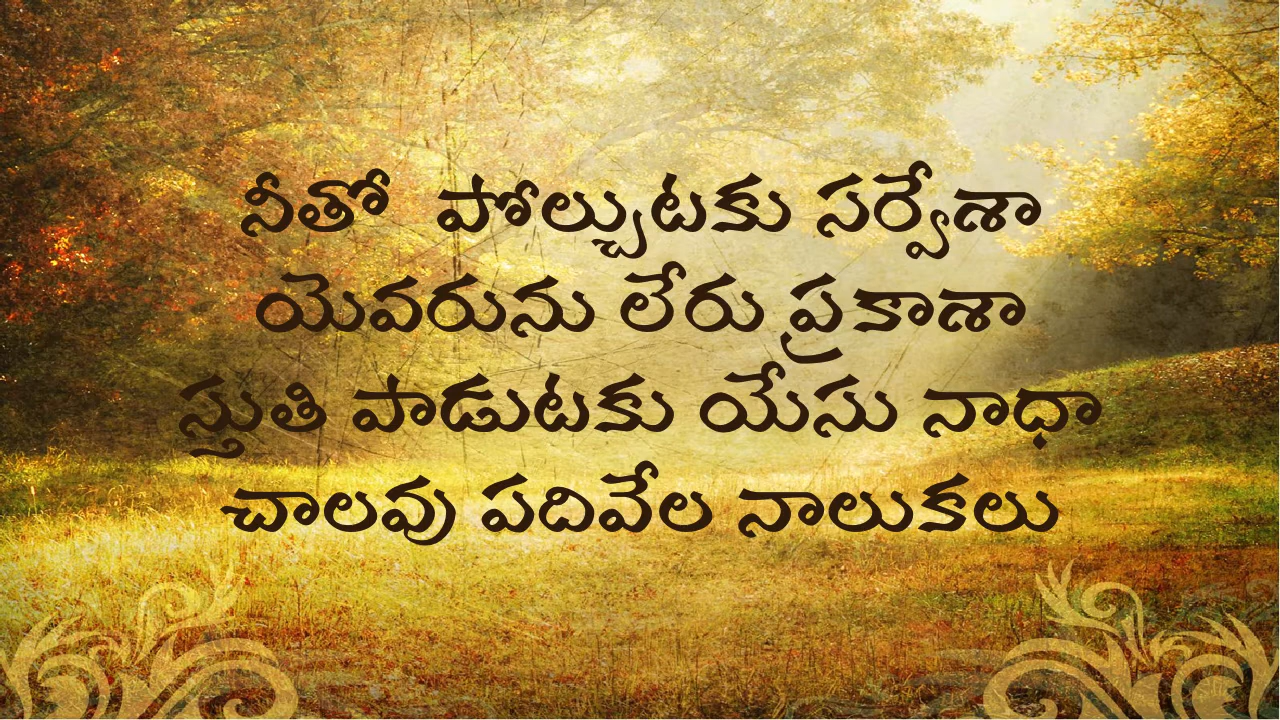 నీతో పోల్చుటకు సర్వేశా
యెవరును లేరు ప్రకాశా
స్తుతి పాడుటకు యేసు నాధా
చాలవు పదివేల నాలుకలు